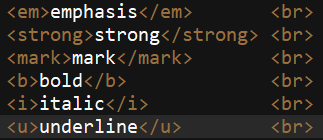 <em>emphasis</em> <br>
<strong>strong</strong> <br>
<mark>mark</mark> <br>
<b>bold</b> <br>
<i>italic</i> <br>
<u>underline</u> <br>